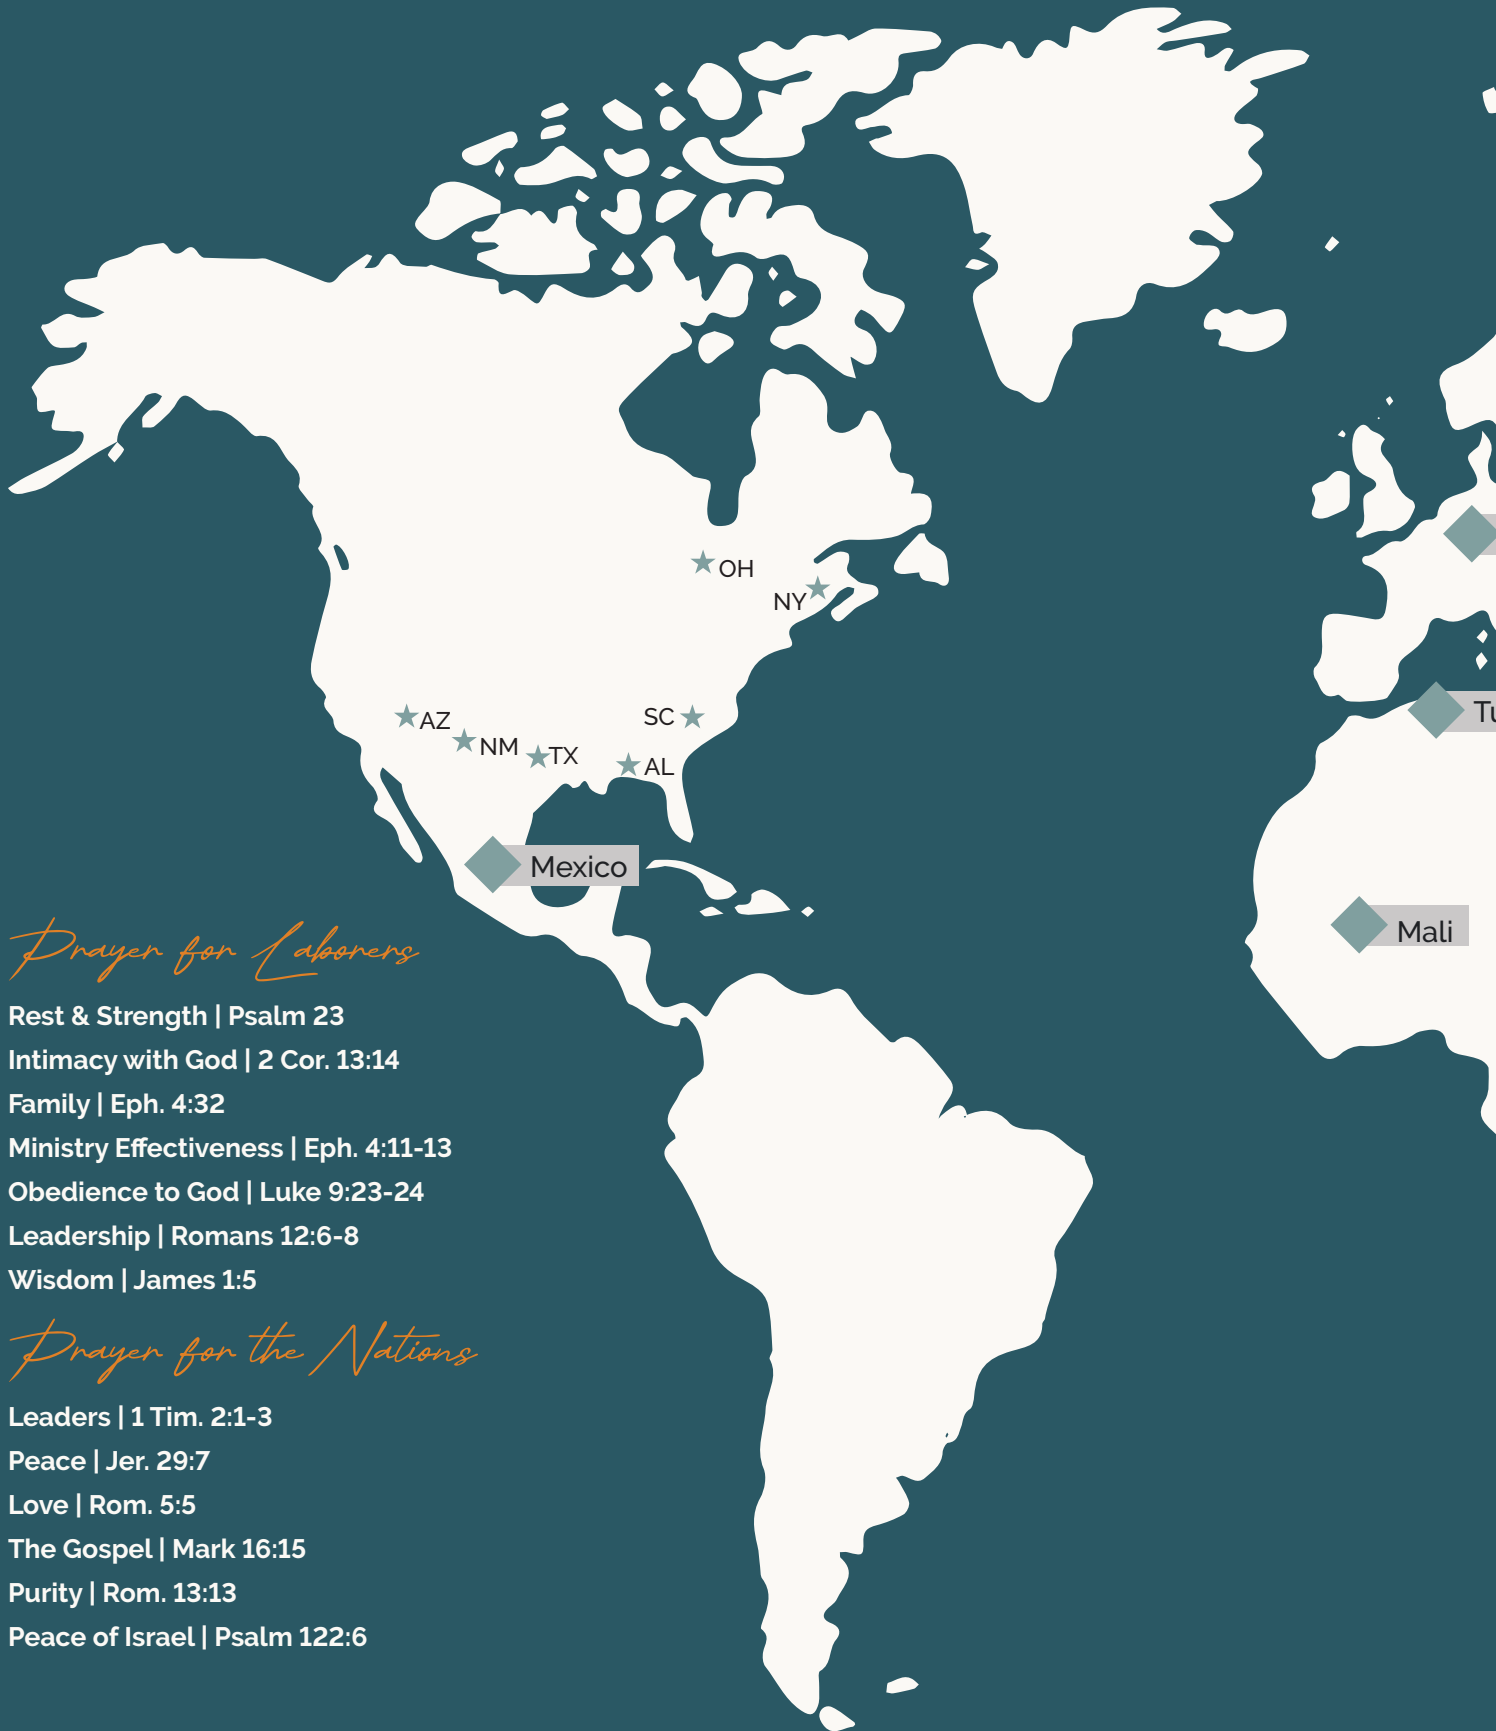 OH
NY
AZ
NM
TX
SC
AL
Mexico
Mali
Prayer for Laborers
Rest & Strength | Psalm 23
Intimacy with God | 2 Cor. 13:14
Family | Eph. 4:32
Ministry Effectiveness | Eph. 4:11-13
Obedience to God | Luke 9:23-24
Leadership | Romans 12:6-8
Wisdom | James 1:5
Prayer for the Nations
Leaders | 1 Tim. 2:1-3
Peace | Jer. 29:7
Love | Rom. 5:5
The Gospel | Mark 16:15
Purity | Rom. 13:13
Peace of Israel | Psalm 122:6